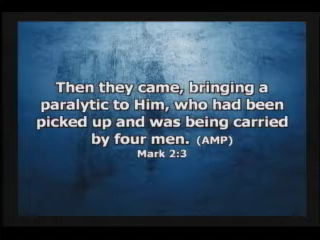 Then they came, bringing a
paralytic to Him, who had been
picked up and was being carried
by four men. (AMP)
Mark 2:3